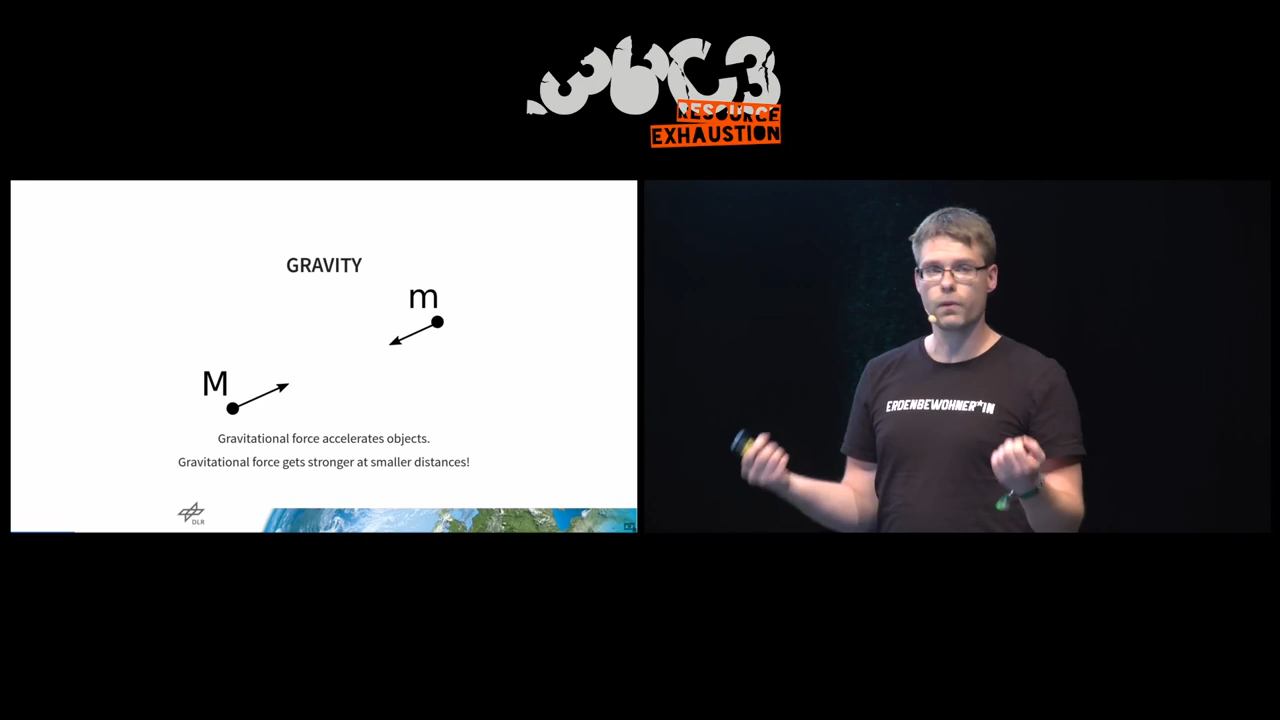 36C3
RESOURCE
EXHAUSTION
GRAVITY
m
M
Gravitational force accelerates objects.
Gravitational force gets stronger at smaller distances!
DLR
ERDENBEWOHNER*IN